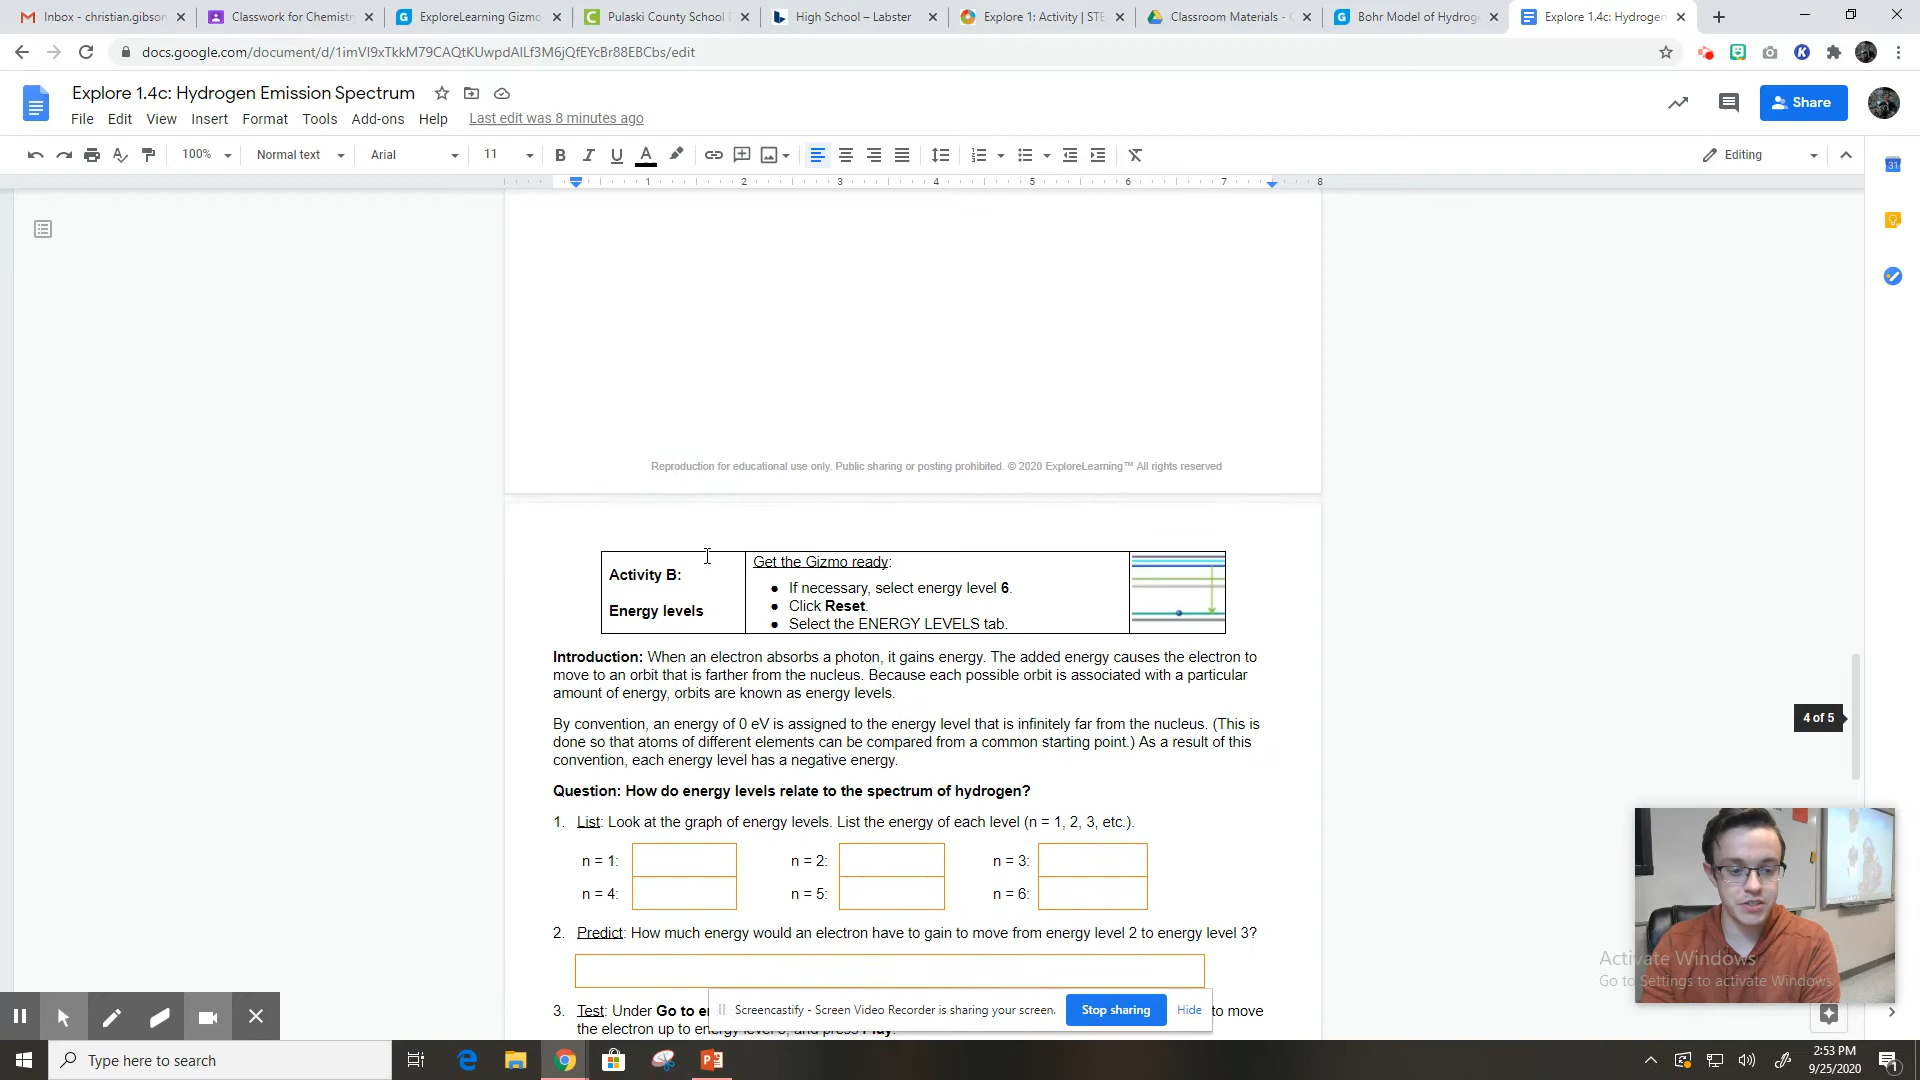 Inbox - christian.gibson
Classwork for Chemistr
ExploreLearning Gizmo
Pulaski County School D
High School – Labster
Explore 1: Activity | STE
Classroom Materials -
Bohr Model of Hydroge
Explore 1.4c: Hydrogen
Explore 1.4c: Hydrogen Emission Spectrum
File Edit View Insert Format Tools Add-ons Help Last edit was 8 minutes ago
Share
100% Normal text Arial 11
Editing
1 2 3 4 5 6 7 8
Reproduction for educational use only. Public sharing or posting prohibited. © 2020 ExploreLearning™ All rights reserved
Activity B:
Energy levels
Get the Gizmo ready:
● If necessary, select energy level 6.
● Click Reset.
● Select the ENERGY LEVELS tab.
Introduction: When an electron absorbs a photon, it gains energy. The added energy causes the electron to
move to an orbit that is farther from the nucleus. Because each possible orbit is associated with a particular
amount of energy, orbits are known as energy levels.
By convention, an energy of 0 eV is assigned to the energy level that is infinitely far from the nucleus. (This is
done so that atoms of different elements can be compared from a common starting point.) As a result of this
convention, each energy level has a negative energy.
4 of 5
Question: How do energy levels relate to the spectrum of hydrogen?
1. List: Look at the graph of energy levels. List the energy of each level (n = 1, 2, 3, etc.).
n = 1: n = 2: n = 3:
n = 4: n = 5: n = 6:
2. Predict: How much energy would an electron have to gain to move from energy level 2 to energy level 3?
3. Test: Under Go to en to move
the electron up to energy level
Screencastify - Screen Video Recorder is sharing your screen. Stop sharing Hide
Activate Windows
Go to Settings to activate Windows.
Type here to search
2:53 PM
9/25/2020